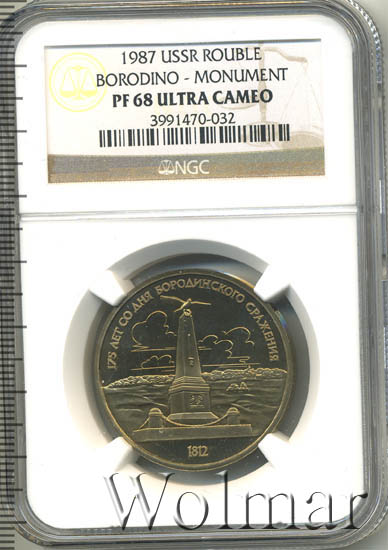 1987 USSR ROUBLE
BORODINO - MONUMENT
PF 68 ULTRA CAMEO
3991470-032
NGC
175 ЛЕТ СО ДНЯ БОРОДИНСКОГО СРАЖЕНИЯ
1812
Wolmar